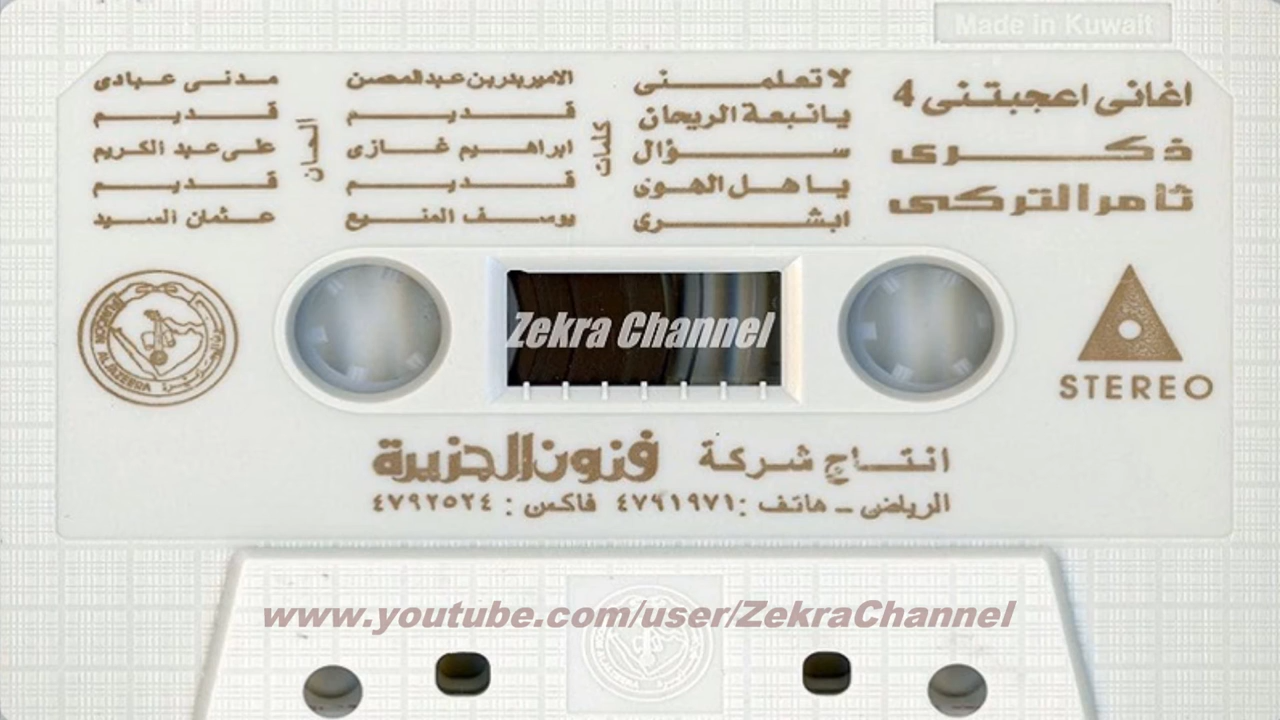 Made in Kuwait
اغانى اعجبتنى 4
ذكرى
ثامر التركى
لا تعلمنى
يا نبعة الريحان
سؤال
يا هل الهوى
ابشرى
كلمات
الامير بدر بن عبد المحسن
قديم
ابراهيم غازى
قديم
يوسف المنيع
الحان
مدنى عبادى
قديم
على عبد الكريم
قديم
عثمان السيد
FUNOON ALJAZEERA
Zekra Channel
STEREO
انتاج شركة فنون الجزيرة
الرياض - هاتف : ٤٧٩١٩٧١ فاكس : ٤٧٩٢٥٢٤
www.youtube.com/user/ZekraChannel